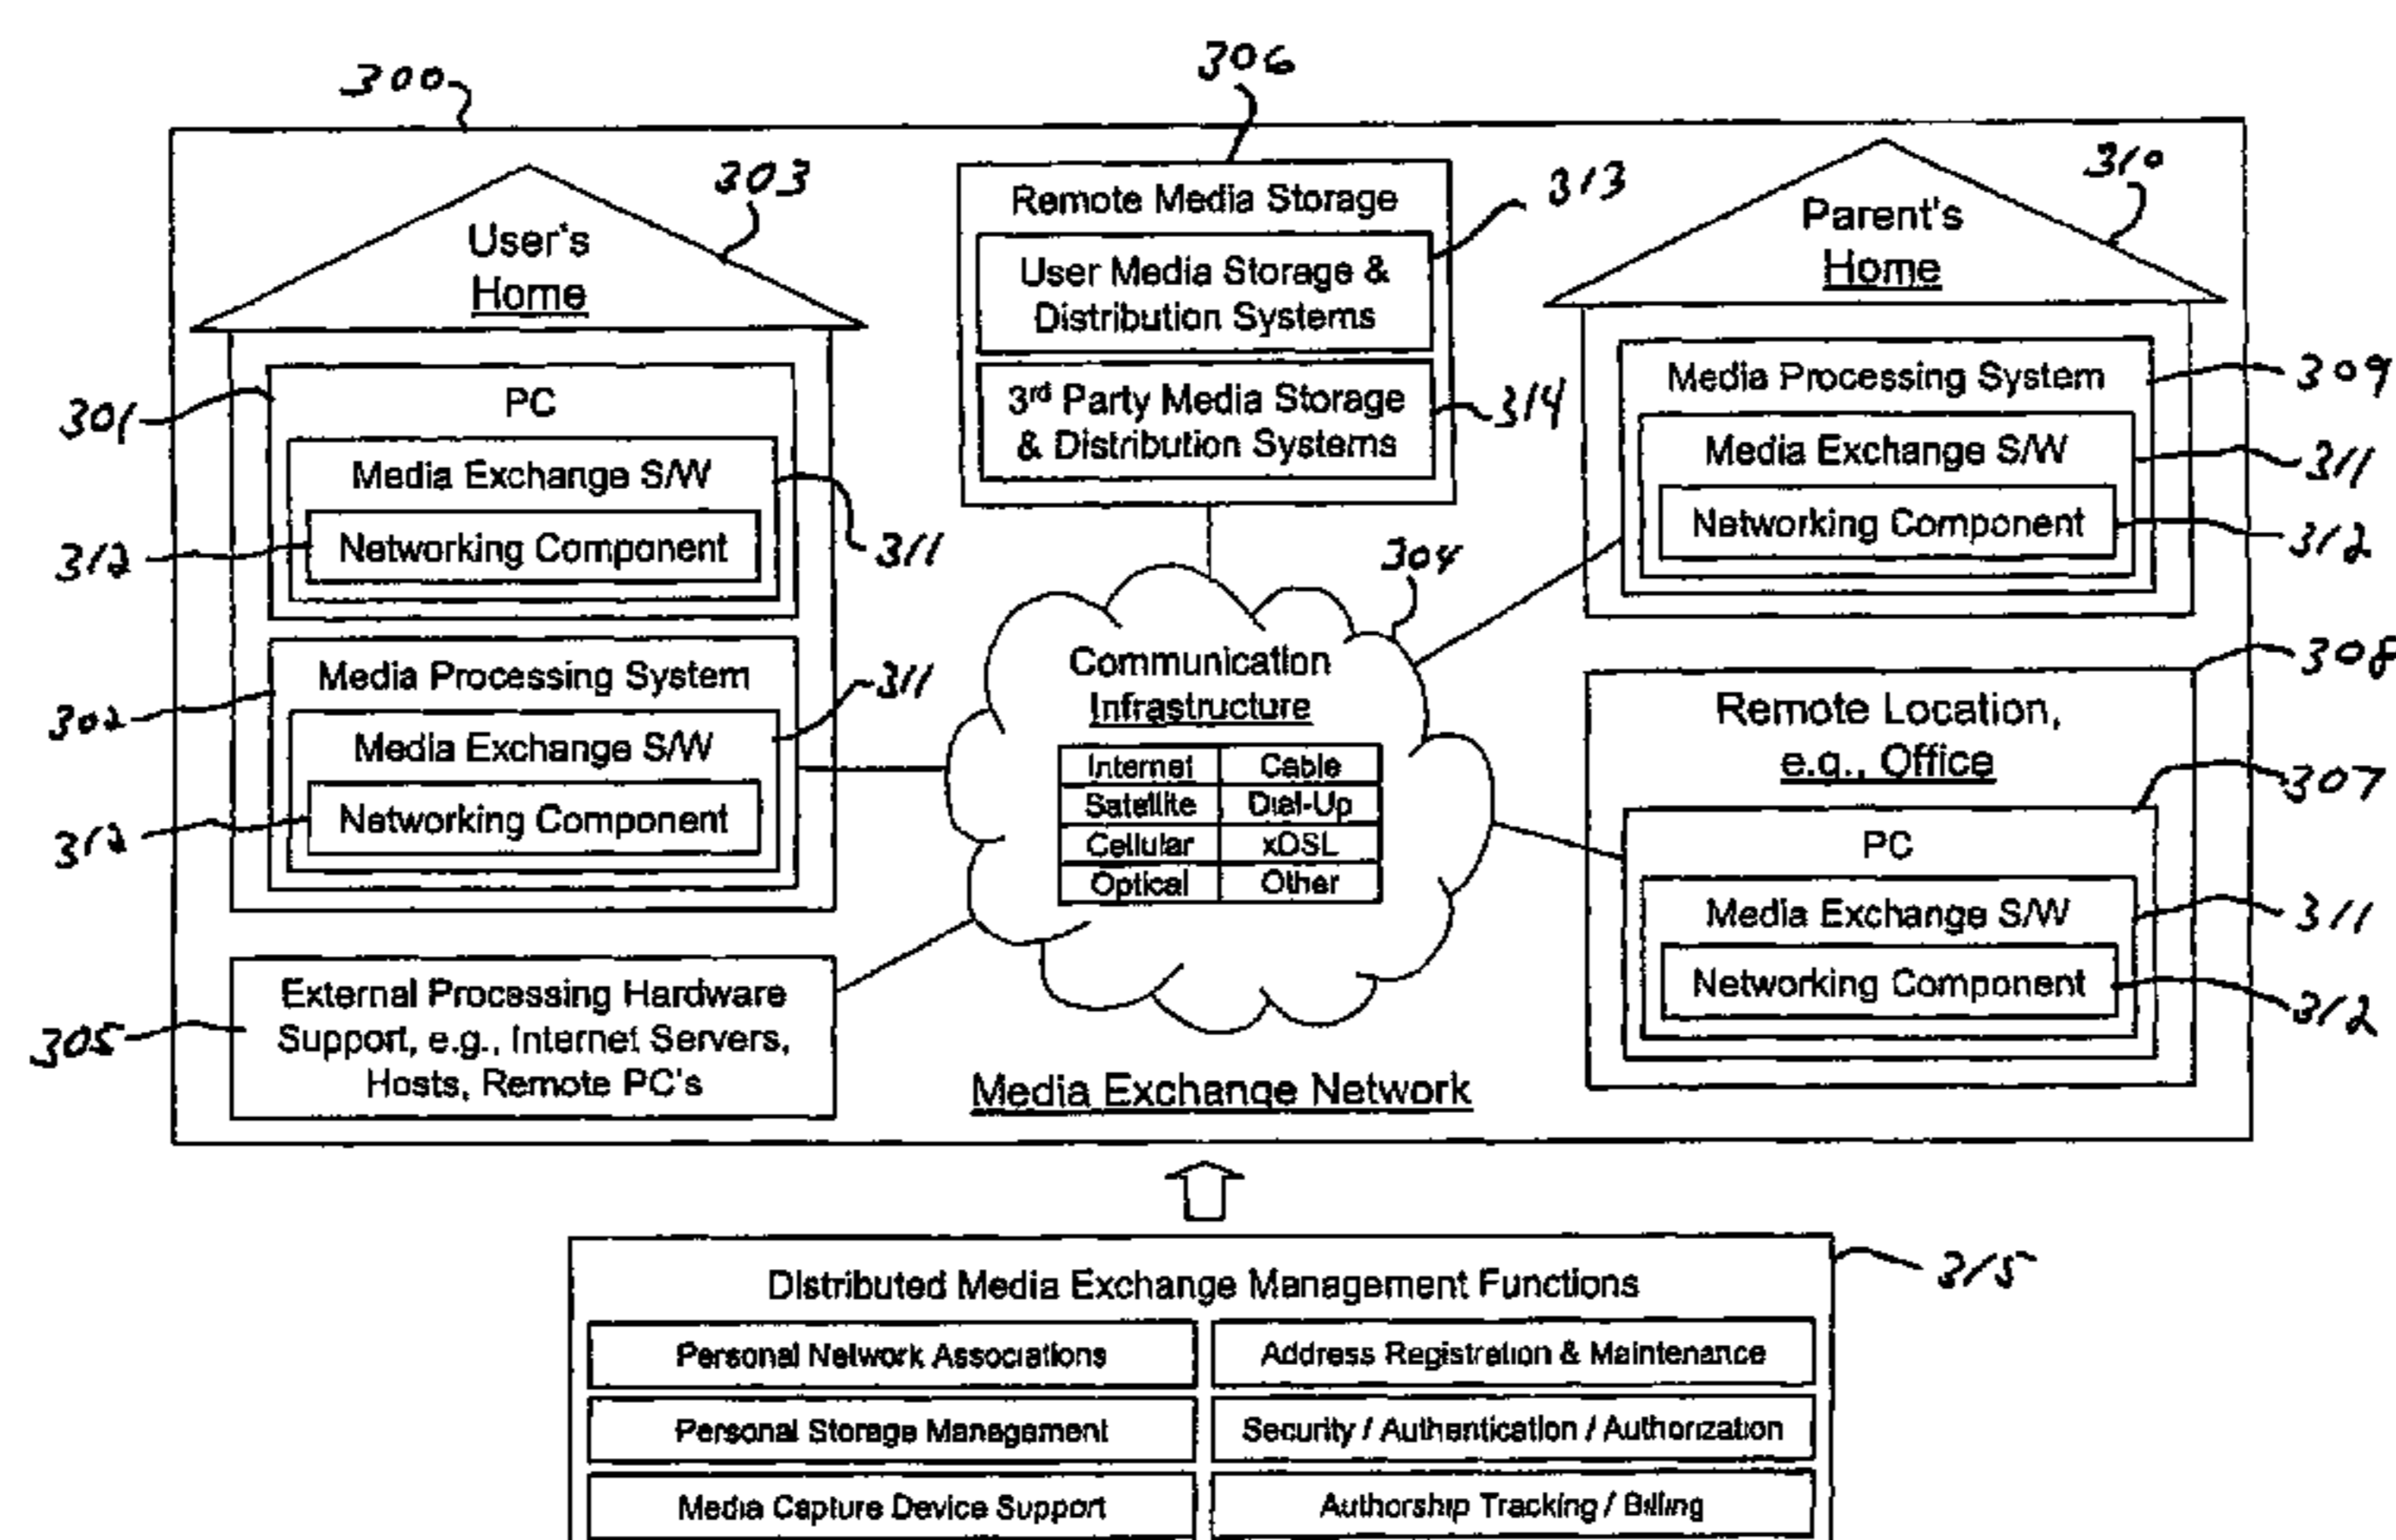 300
306
303
313
310
User's
Home
Remote Media Storage
User Media Storage &
Distribution Systems
3rd Party Media Storage
& Distribution Systems
314
Parent's
Home
301
PC
Media Exchange S/W
Networking Component
312
311
Media Processing System
309
Media Exchange S/W
311
Networking Component
312
302
Media Processing System
311
Media Exchange S/W
Networking Component
312
304
Communication
Infrastructure
Internet Cable
Satellite Dial-Up
Cellular xDSL
Optical Other
308
Remote Location,
e.g., Office
307
PC
Media Exchange S/W
311
Networking Component
312
305
External Processing Hardware
Support, e.g., Internet Servers,
Hosts, Remote PC's
Media Exchange Network
315
Distributed Media Exchange Management Functions
Personal Network Associations
Address Registration & Maintenance
Personal Storage Management
Security / Authentication / Authorization
Media Capture Device Support
Authorship Tracking / Billing